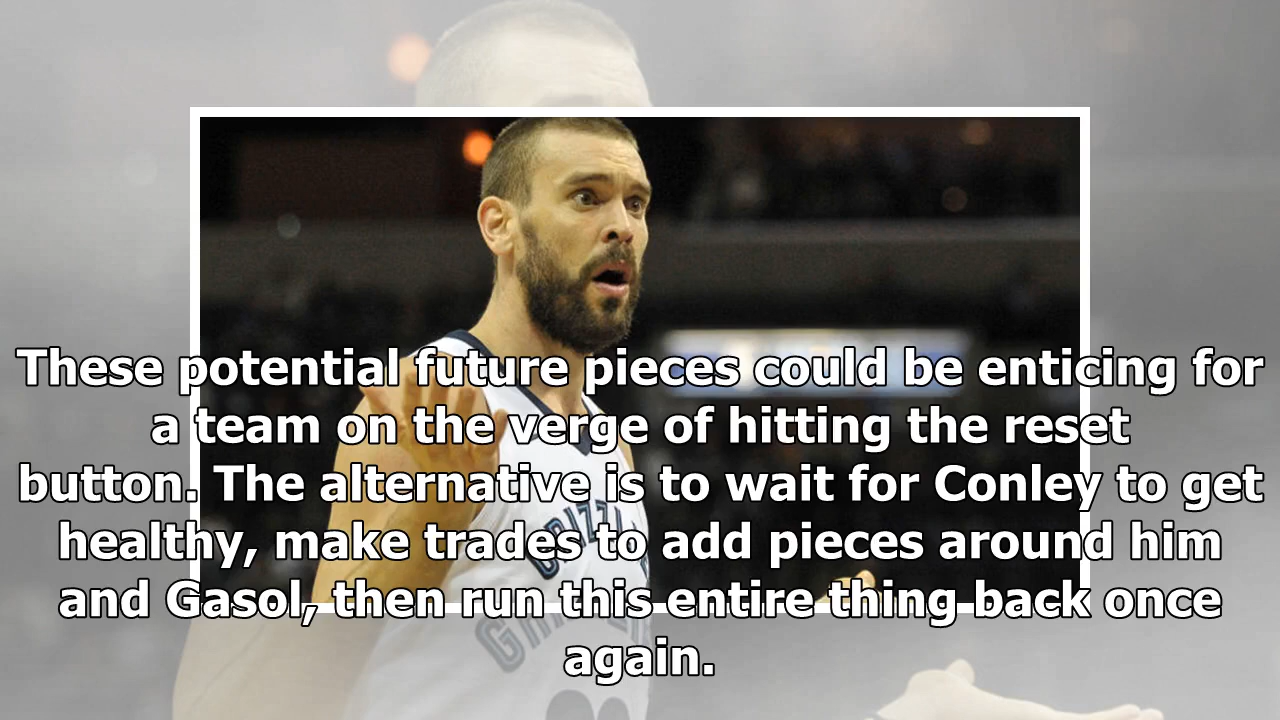 These potential future pieces could be enticing for
a team on the verge of hitting the reset
button. The alternative is to wait for Conley to get
healthy, make trades to add pieces around him
and Gasol, then run this entire thing back once
again.